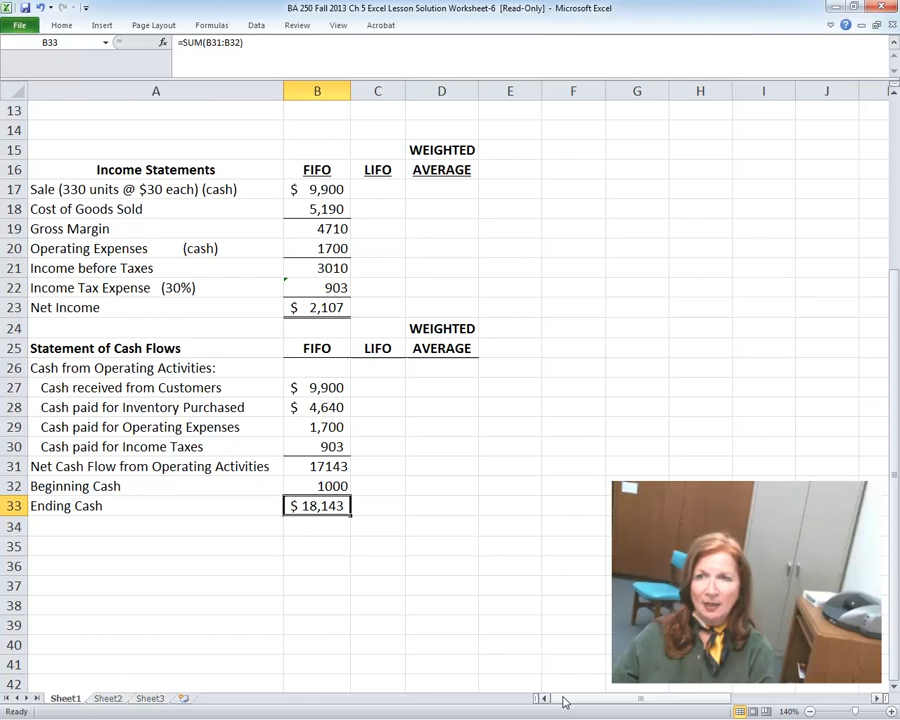 BA 250 Fall 2013 Ch 5 Excel Lesson Solution Worksheet-6 [Read-Only] - Microsoft Excel
File Home Insert Page Layout Formulas Data Review View Acrobat
B33 fx =SUM(B31:B32)
A B C D E F G H I J
13
14
15 WEIGHTED
16 Income Statements FIFO LIFO AVERAGE
17 Sale (330 units @ $30 each) (cash) $ 9,900
18 Cost of Goods Sold 5,190
19 Gross Margin 4710
20 Operating Expenses (cash) 1700
21 Income before Taxes 3010
22 Income Tax Expense (30%) 903
23 Net Income $ 2,107
24 WEIGHTED
25 Statement of Cash Flows FIFO LIFO AVERAGE
26 Cash from Operating Activities:
27 Cash received from Customers $ 9,900
28 Cash paid for Inventory Purchased $ 4,640
29 Cash paid for Operating Expenses 1,700
30 Cash paid for Income Taxes 903
31 Net Cash Flow from Operating Activities 17143
32 Beginning Cash 1000
33 Ending Cash $ 18,143
34
35
36
37
38
39
40
41
42
Sheet1 Sheet2 Sheet3
Ready 140%